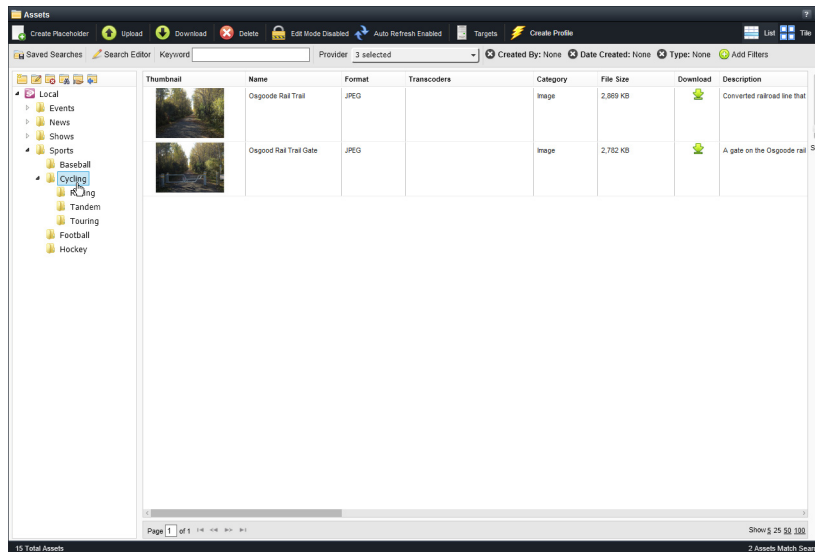 Assets ?
Create Placeholder Upload Download Delete Edit Mode Disabled Auto Refresh Enabled Targets Create Profile List Tile
Saved Searches Search Editor Keyword Provider 3 selected Created By: None Date Created: None Type: None Add Filters
Thumbnail Name Format Transcoders Category File Size Download Description
Local
Events
News
Shows
Sports
Baseball
Cycling
Tandem
Touring
Football
Hockey
Osgoode Rail Trail JPEG Image 2,869 KB Converted railroad line that
Osgood Rail Trail Gate JPEG Image 2,782 KB A gate on the Osgoode rail
S
Page 1 of 1 Show 5 25 50 100
15 Total Assets 2 Assets Match Sear